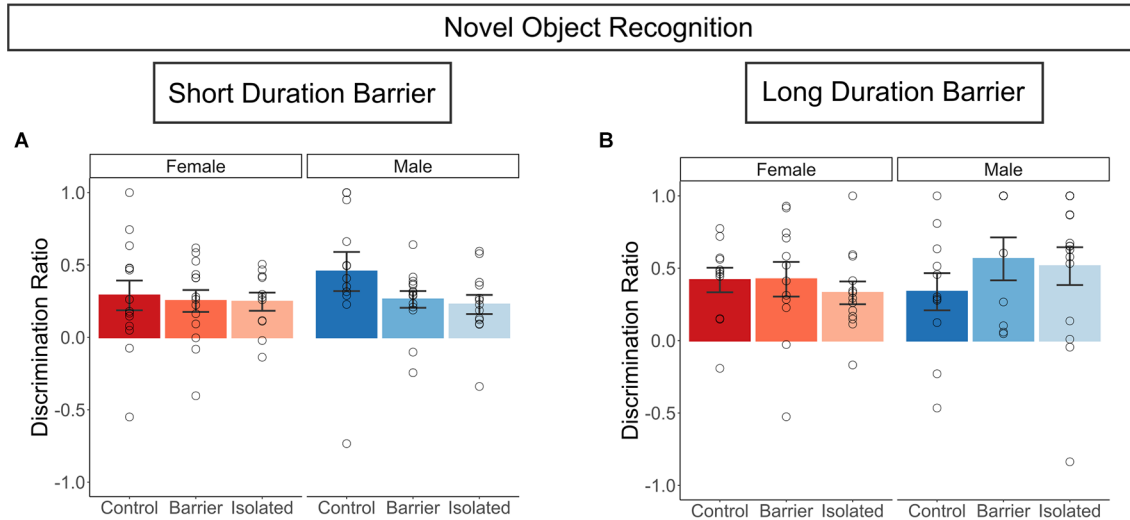 Novel Object Recognition
Short Duration Barrier
Long Duration Barrier
A
Female
Male
1.0
0.5
0.0
-0.5
-1.0
Discrimination Ratio
Control Barrier Isolated
Control Barrier Isolated
B
Female
Male
1.0
0.5
0.0
-0.5
-1.0
Discrimination Ratio
Control Barrier Isolated
Control Barrier Isolated